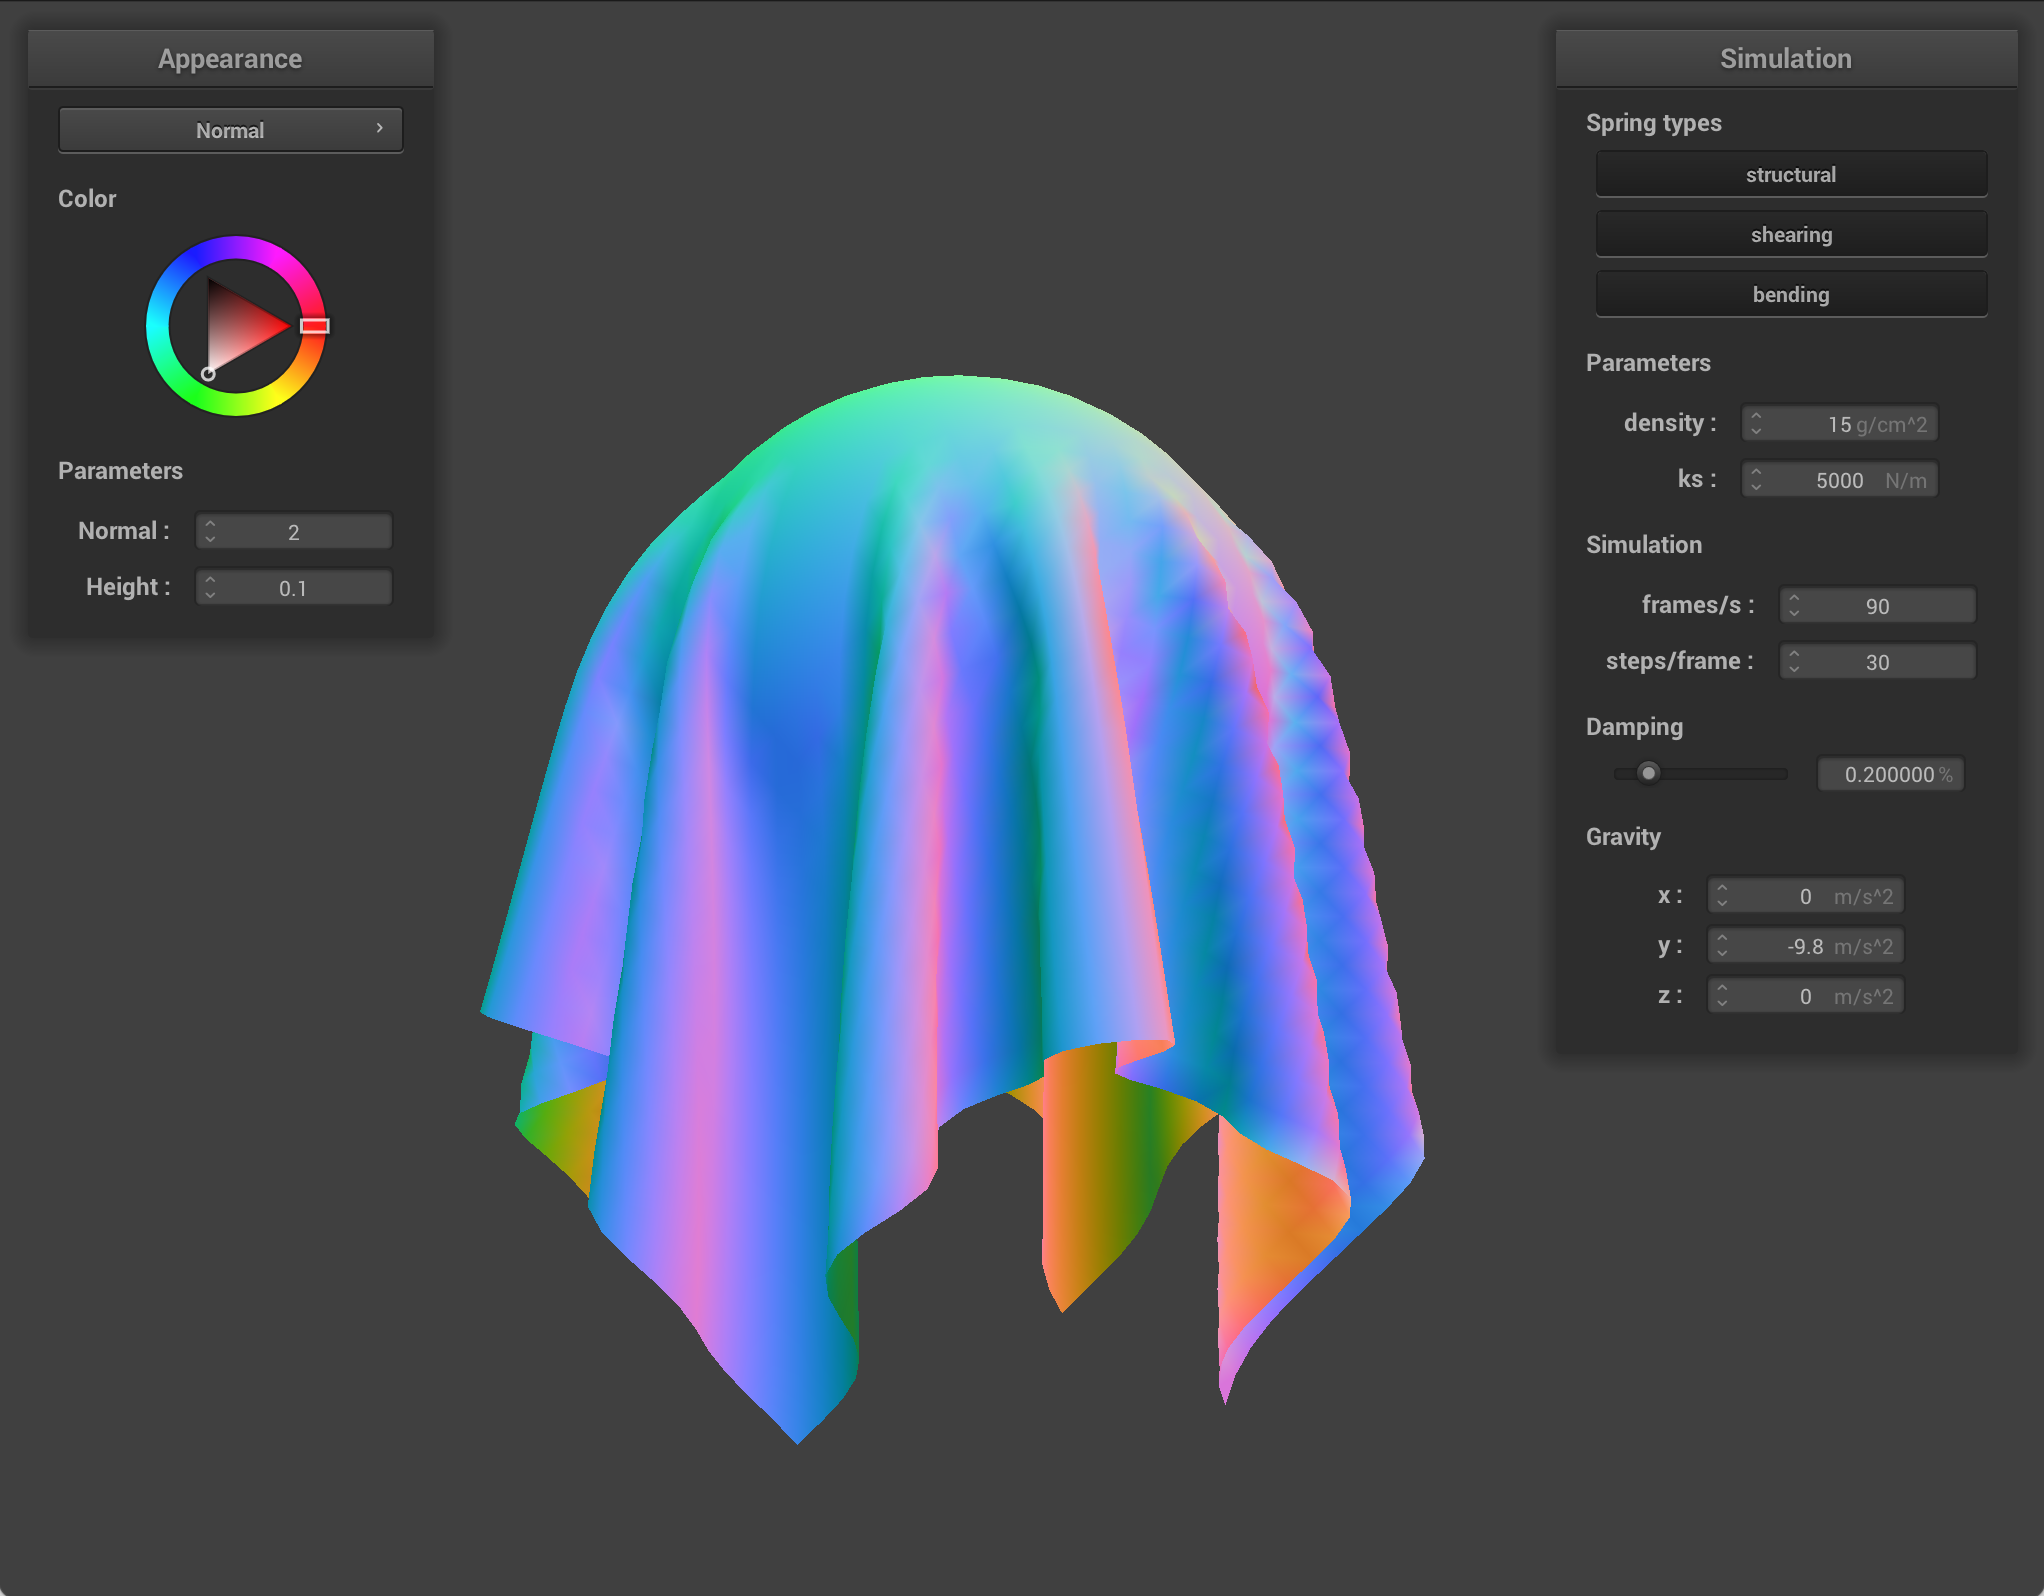 Appearance
Normal
Color
Parameters
Normal : 2
Height : 0.1
Simulation
Spring types
structural
shearing
bending
Parameters
density : 15 g/cm^2
ks : 5000 N/m
Simulation
frames/s : 90
steps/frame : 30
Damping
0.200000 %
Gravity
x : 0 m/s^2
y : -9.8 m/s^2
z : 0 m/s^2